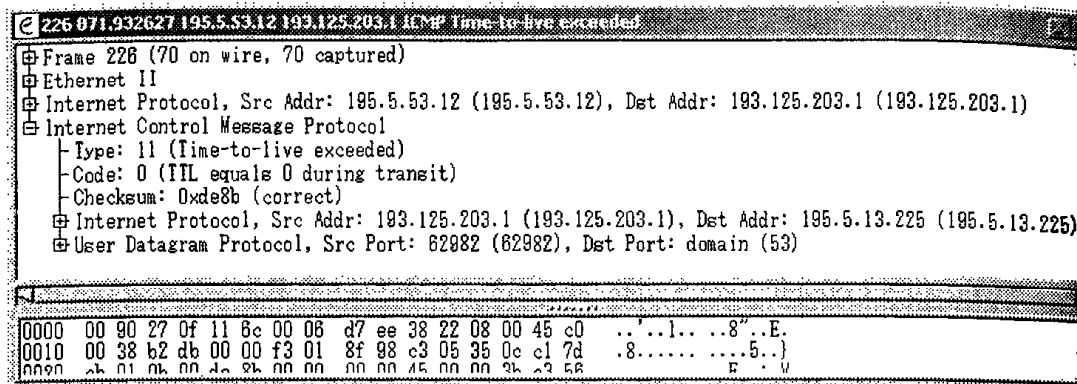 226 071.932627 195.5.53.12 193.125.203.1 ICMP Time-to-live exceeded
Frame 226 (70 on wire, 70 captured)
Ethernet II
Internet Protocol, Src Addr: 195.5.53.12 (195.5.53.12), Dst Addr: 193.125.203.1 (193.125.203.1)
Internet Control Message Protocol
Type: 11 (Time-to-live exceeded)
Code: 0 (TTL equals 0 during transit)
Checksum: 0xde8b (correct)
Internet Protocol, Src Addr: 193.125.203.1 (193.125.203.1), Dst Addr: 195.5.13.225 (195.5.13.225)
User Datagram Protocol, Src Port: 62982 (62982), Dst Port: domain (53)
0000 00 90 27 0f 11 6c 00 06 d7 ee 38 22 08 00 45 c0 ..'..l.. ..8"..E.
0010 00 38 b2 db 00 00 f3 01 8f 98 c3 05 35 0c c1 7d .8...... ....5..}